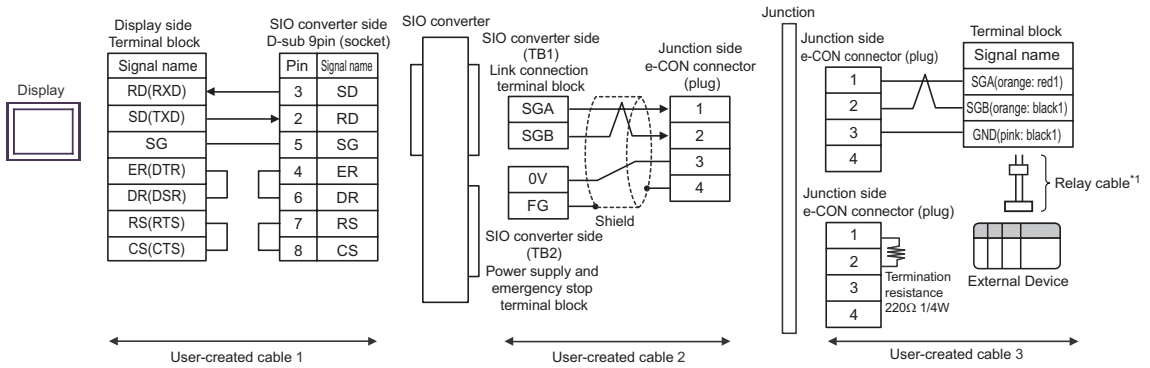 Display
Display side
Terminal block
Signal name
RD(RXD)
SD(TXD)
SG
ER(DTR)
DR(DSR)
RS(RTS)
CS(CTS)
SIO converter side
D-sub 9pin (socket)
Pin Signal name
3 SD
2 RD
5 SG
4 ER
6 DR
7 RS
8 CS
User-created cable 1
SIO converter
SIO converter side
(TB1)
Link connection
terminal block
SGA
SGB
0V
FG
Shield
SIO converter side
(TB2)
Power supply and
emergency stop
terminal block
Junction side
e-CON connector
(plug)
1
2
3
4
User-created cable 2
Junction
Junction side
e-CON connector (plug)
1
2
3
4
Terminal block
Signal name
SGA(orange: red1)
SGB(orange: black1)
GND(pink: black1)
Relay cable*1
External Device
Junction side
e-CON connector (plug)
1
2
3
4
Termination
resistance
220Ω 1/4W
User-created cable 3